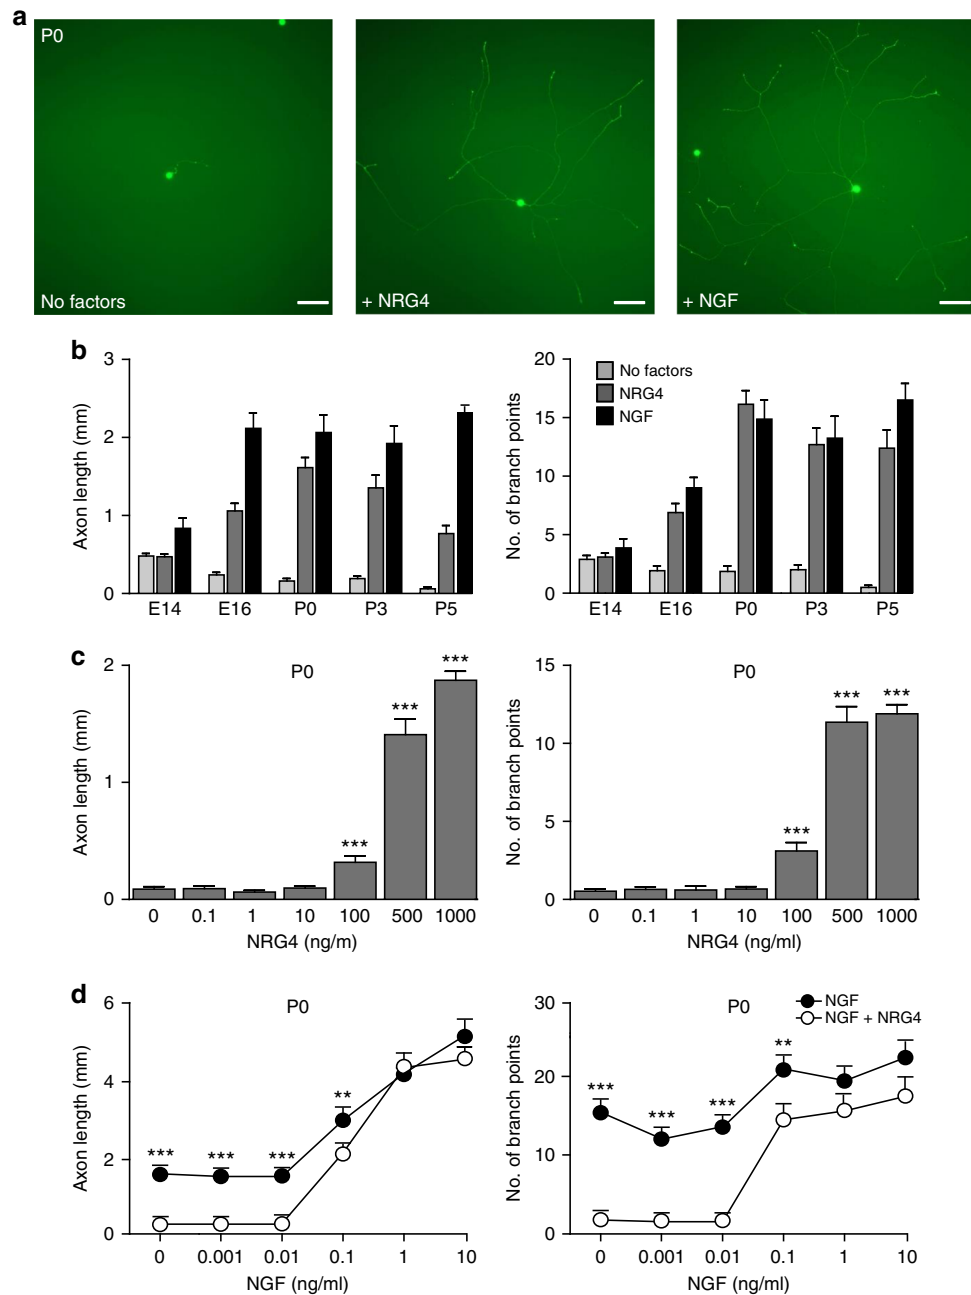 a
P0
No factors
+ NRG4
+ NGF
b
Axon length (mm)
3
2
1
0
E14 E16 P0 P3 P5
No. of branch points
20
15
10
5
0
No factors
NRG4
NGF
E14 E16 P0 P3 P5
c
P0
Axon length (mm)
2
1
0
***
***
***
0 0.1 1 10 100 500 1000
NRG4 (ng/m)
P0
No. of branch points
15
10
5
0
***
***
***
0 0.1 1 10 100 500 1000
NRG4 (ng/ml)
d
P0
Axon length (mm)
6
4
2
0
*** *** *** **
0 0.001 0.01 0.1 1 10
NGF (ng/ml)
P0
No. of branch points
30
20
10
0
NGF
NGF + NRG4
*** *** *** **
0 0.001 0.01 0.1 1 10
NGF (ng/ml)